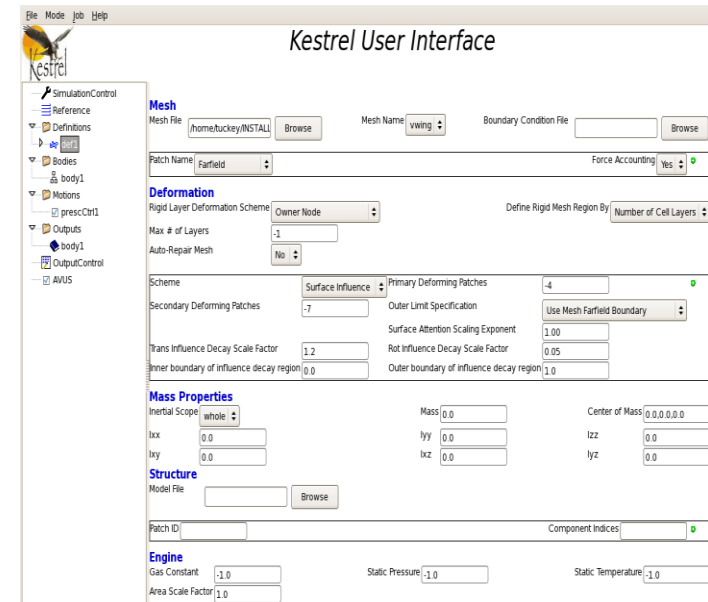 File Mode Job Help
Kestrel User Interface
Kestrel
SimulationControl
Reference
Definitions
def1
Bodies
body1
Motions
prescCtrl1
Outputs
body1
OutputControl
AVUS
Mesh
Mesh File /home/tuckey/INSTALL Browse Mesh Name vwing Boundary Condition File Browse
Patch Name Farfield Force Accounting Yes
Deformation
Rigid Layer Deformation Scheme Owner Node Define Rigid Mesh Region By Number of Cell Layers
Max # of Layers -1
Auto-Repair Mesh No
Scheme Surface Influence Primary Deforming Patches -4
Secondary Deforming Patches -7 Outer Limit Specification Use Mesh Farfield Boundary
Surface Attention Scaling Exponent 1.00
Trans Influence Decay Scale Factor 1.2 Rot Influence Decay Scale Factor 0.05
Inner boundary of influence decay region 0.0 Outer boundary of influence decay region 1.0
Mass Properties
Inertial Scope whole Mass 0.0 Center of Mass 0.0,0.0,0.0
Ixx 0.0 Iyy 0.0 Izz 0.0
Ixy 0.0 Ixz 0.0 Iyz 0.0
Structure
Model File Browse
Patch ID Component Indices
Engine
Gas Constant -1.0 Static Pressure -1.0 Static Temperature -1.0
Area Scale Factor 1.0